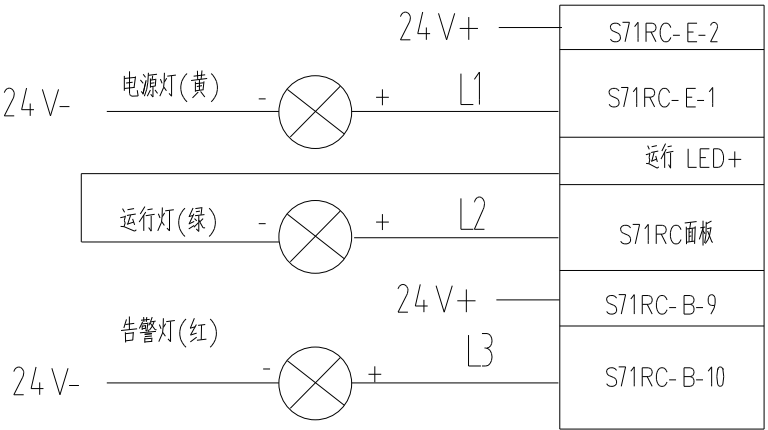 24V+
S71RC-E-2
电源灯(黄)
24V-
-
+
L1
S71RC-E-1
运行 LED+
运行灯(绿)
-
+
L2
S71RC面板
24V+
S71RC-B-9
告警灯(红)
24V-
-
+
L3
S71RC-B-10